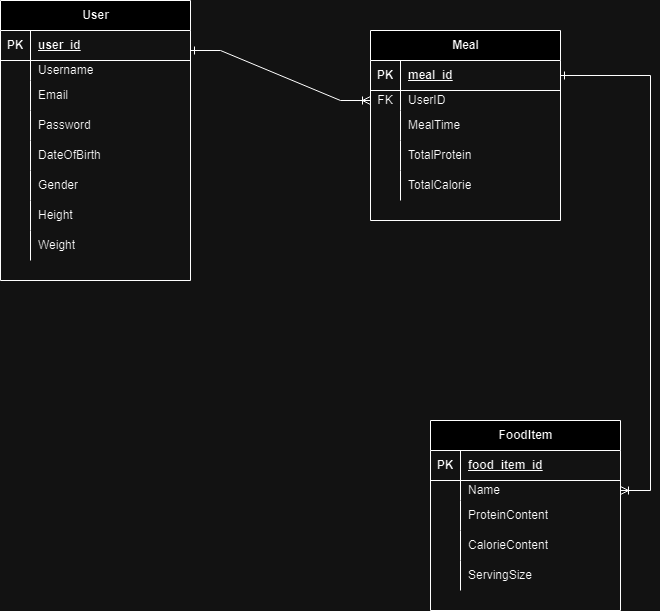 User
PK user_id
Username
Email
Password
DateOfBirth
Gender
Height
Weight
Meal
PK meal_id
FK UserID
MealTime
TotalProtein
TotalCalorie
FoodItem
PK food_item_id
Name
ProteinContent
CalorieContent
ServingSize